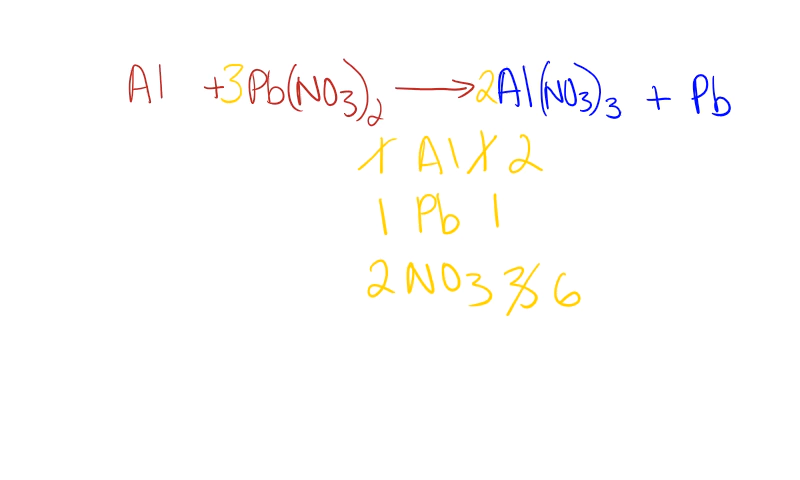 Al + 3Pb(NO3)2 → 2Al(NO3)3 + Pb
1 Al 1 2
1 Pb 1
2 NO3 3 6